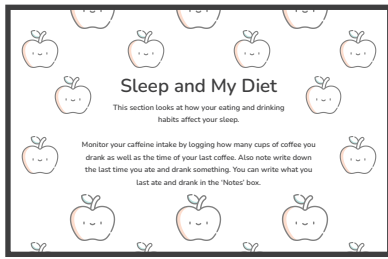 Sleep and My Diet
This section looks at how your eating and drinking
habits affect your sleep.
Monitor your caffeine intake by logging how many cups of coffee you
drank as well as the time of your last coffee. Also note write down
the last time you ate and drank something. You can write what you
last ate and drank in the ‘Notes’ box.